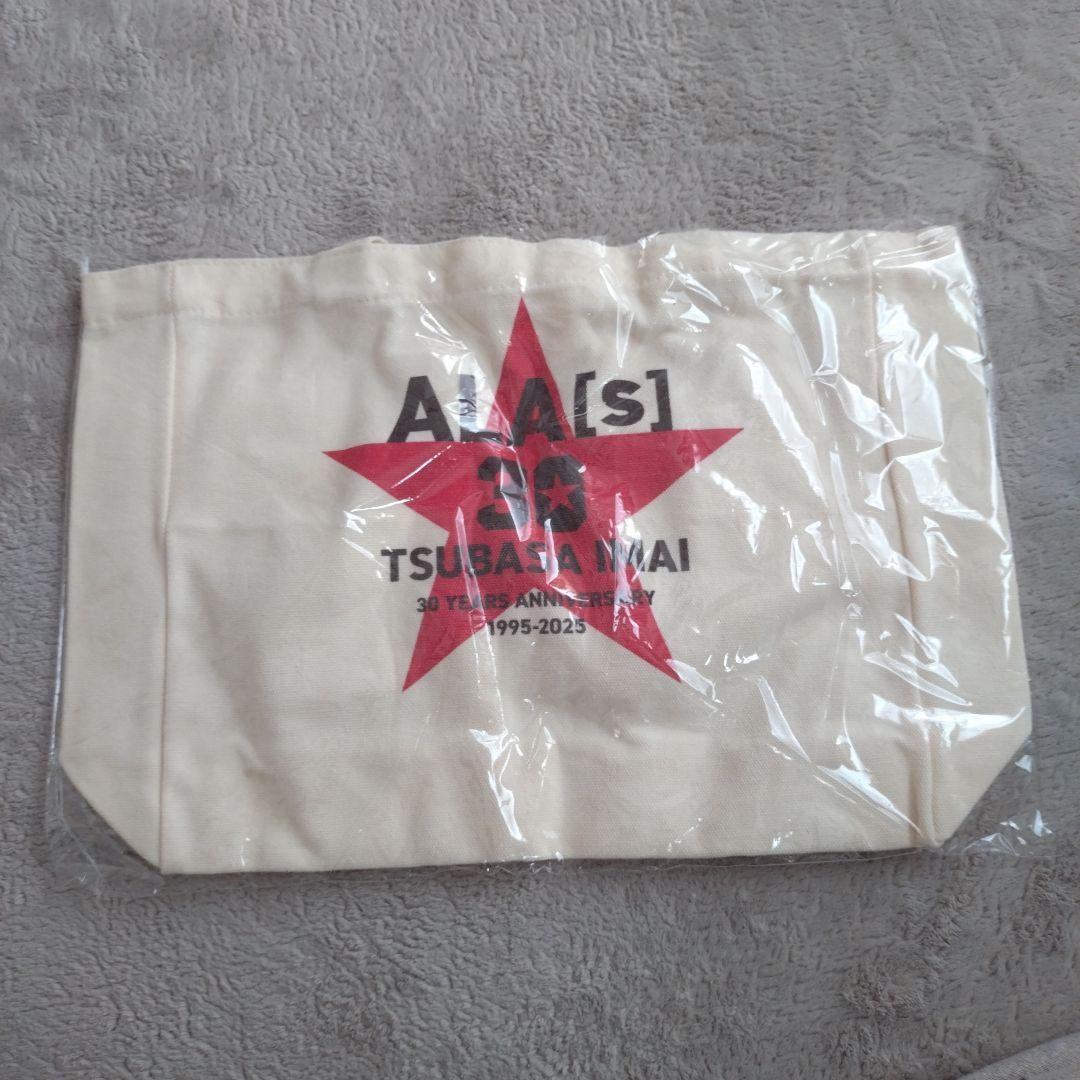 ALA[s]
30
TSUBASA IMAI
30 YEARS ANNIVERSARY
1995-2025